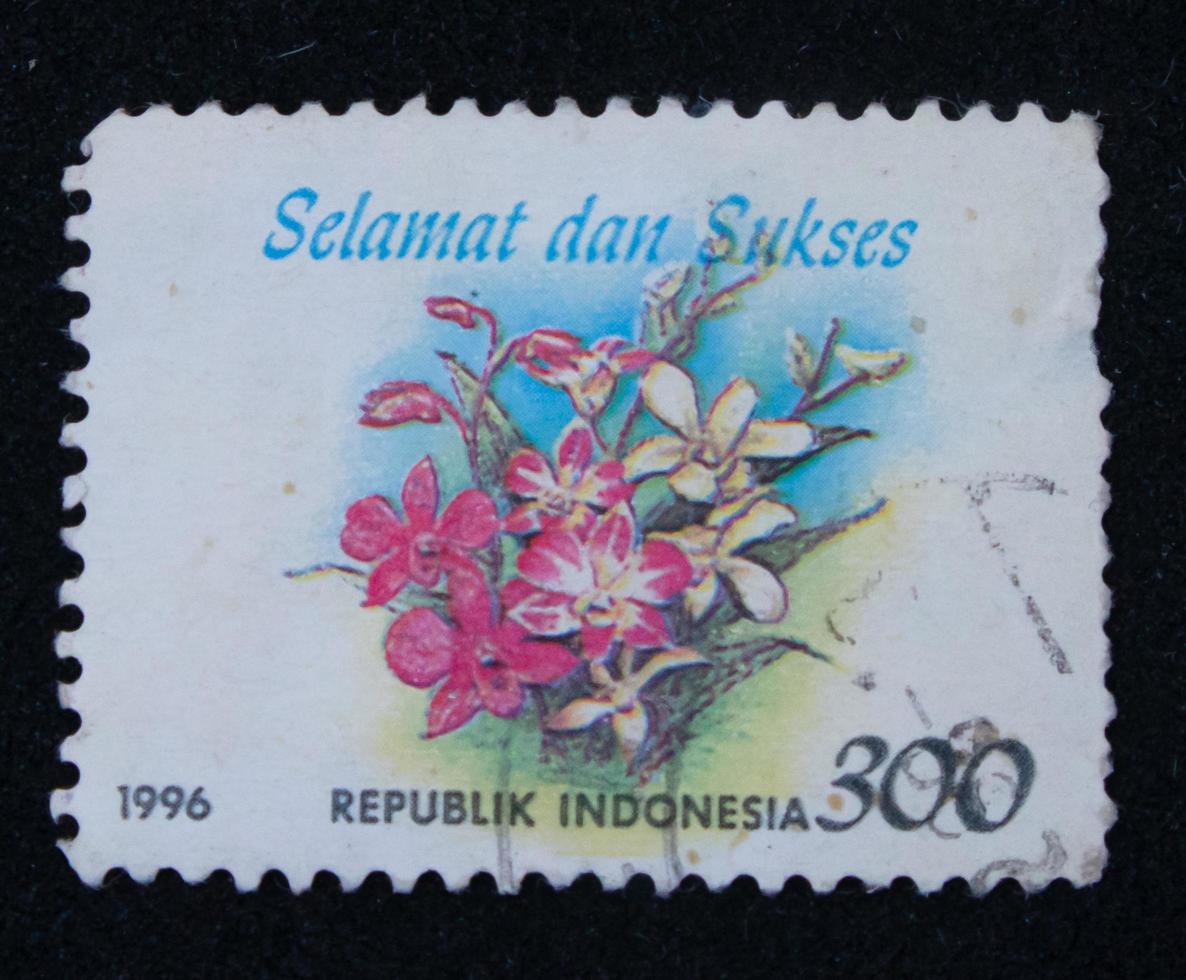 Selamat dan Sukses
1996 REPUBLIK INDONESIA 300